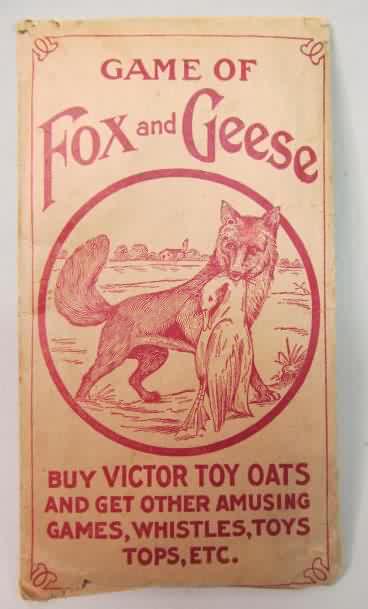 GAME OF
Fox and Geese
BUY VICTOR TOY OATS
AND GET OTHER AMUSING
GAMES, WHISTLES, TOYS
TOPS, ETC.